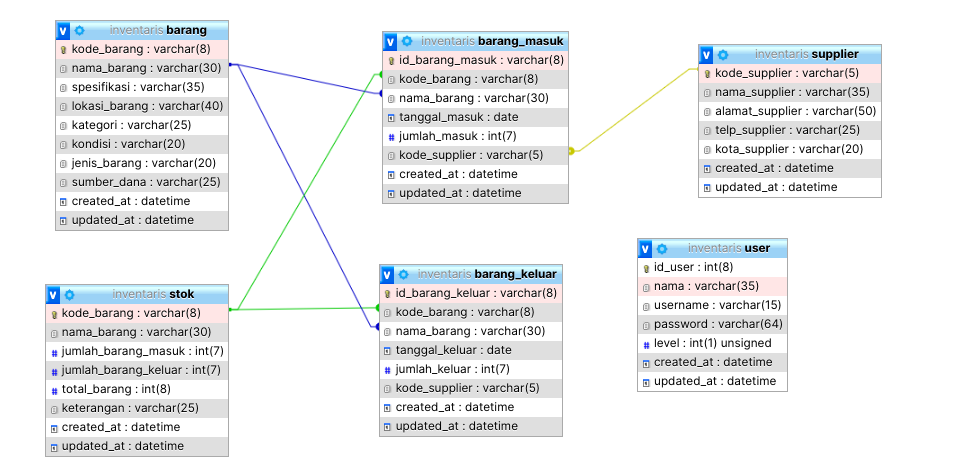 inventaris barang
kode_barang : varchar(8)
nama_barang : varchar(30)
spesifikasi : varchar(35)
lokasi_barang : varchar(40)
kategori : varchar(25)
kondisi : varchar(20)
jenis_barang : varchar(20)
sumber_dana : varchar(25)
created_at : datetime
updated_at : datetime
inventaris barang_masuk
id_barang_masuk : varchar(8)
kode_barang : varchar(8)
nama_barang : varchar(30)
tanggal_masuk : date
jumlah_masuk : int(7)
kode_supplier : varchar(5)
created_at : datetime
updated_at : datetime
inventaris supplier
kode_supplier : varchar(5)
nama_supplier : varchar(35)
alamat_supplier : varchar(50)
telp_supplier : varchar(25)
kota_supplier : varchar(20)
created_at : datetime
updated_at : datetime
inventaris stok
kode_barang : varchar(8)
nama_barang : varchar(30)
jumlah_barang_masuk : int(7)
jumlah_barang_keluar : int(7)
total_barang : int(8)
keterangan : varchar(25)
created_at : datetime
updated_at : datetime
inventaris barang_keluar
id_barang_keluar : varchar(8)
kode_barang : varchar(8)
nama_barang : varchar(30)
tanggal_keluar : date
jumlah_keluar : int(7)
kode_supplier : varchar(5)
created_at : datetime
updated_at : datetime
inventaris user
id_user : int(8)
nama : varchar(35)
username : varchar(15)
password : varchar(64)
level : int(1) unsigned
created_at : datetime
updated_at : datetime